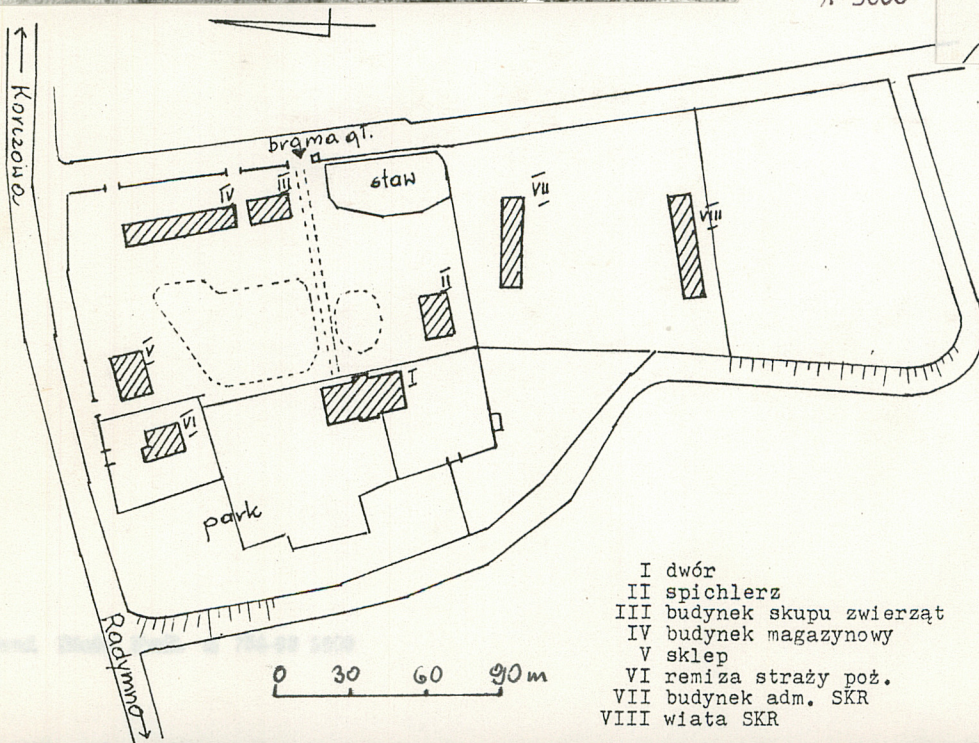 Korczowa
brama gł.
staw
IV
III
VII
VIII
II
V
I
VI
park
Radymno
0 30 60 90 m
I dwór
II spichlerz
III budynek skupu zwierząt
IV budynek magazynowy
V sklep
VI remiza straży poż.
VII budynek adm. SKR
VIII wiata SKR